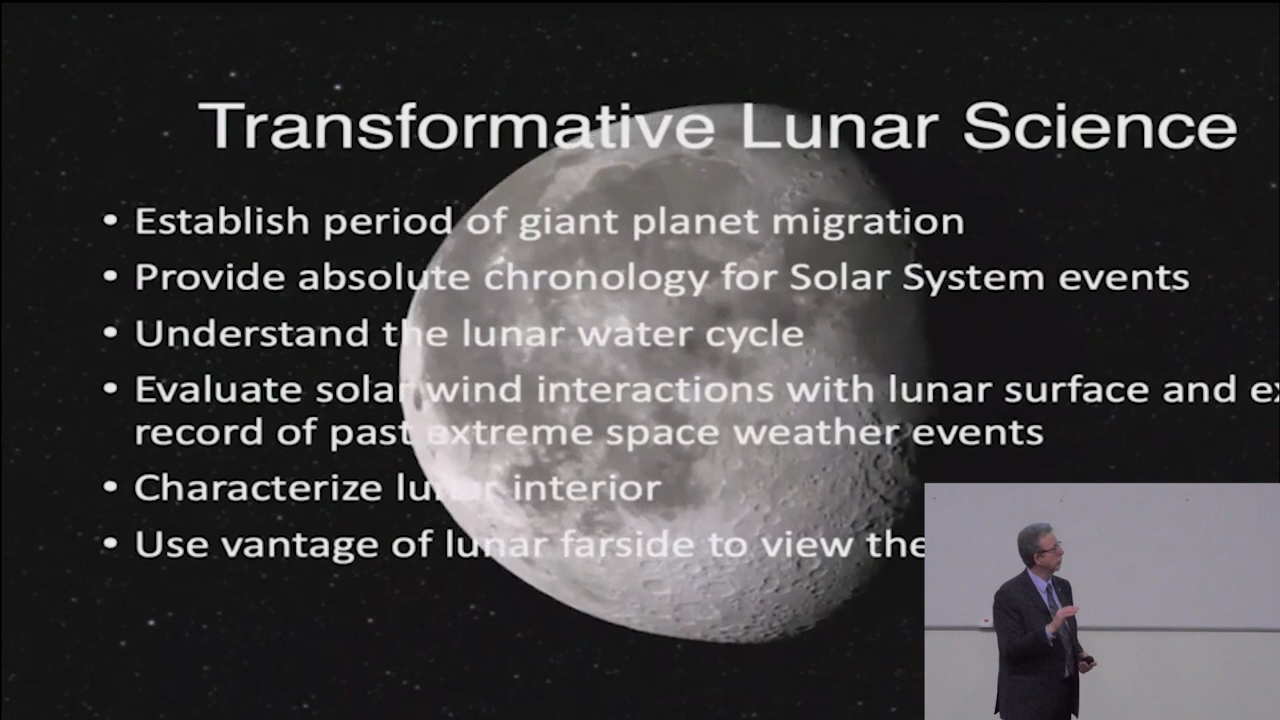 Transformative Lunar Science
• Establish period of giant planet migration
• Provide absolute chronology for Solar System events
• Understand the lunar water cycle
• Evaluate solar wind interactions with lunar surface and
record of past extreme space weather events
• Characterize lunar interior
• Use vantage of lunar farside to view the